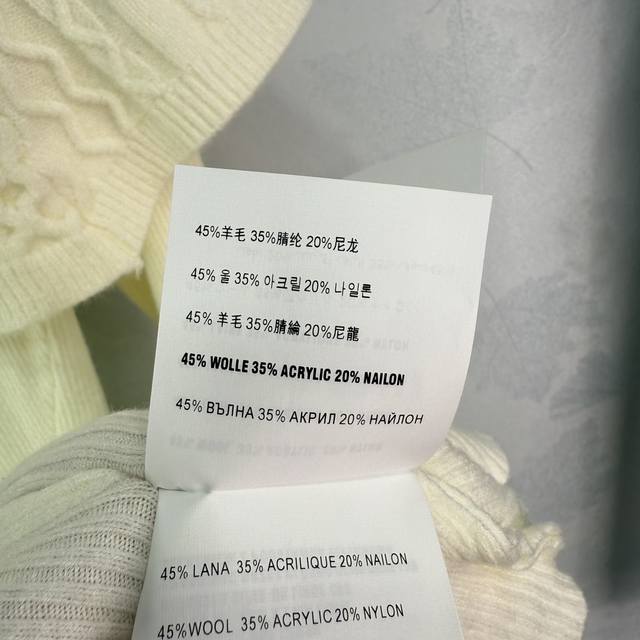 45%羊毛 35%腈纶 20%尼龙
45% 울 35% 아크릴 20% 나일론
45% 羊毛 35%腈綸 20%尼龍
45% WOLLE 35% ACRYLIC 20% NAILON
45% ВЪЛНА 35% АКРИЛ 20% НАЙЛОН
45% LANA 35% ACRILIQUE 20% NAILON
45%WOOL 35% ACRYLIC 20% NYLON